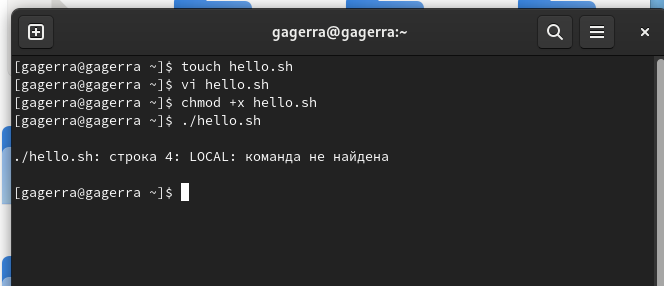 gagerra@gagerra:~
[gagerra@gagerra ~]$ touch hello.sh
[gagerra@gagerra ~]$ vi hello.sh
[gagerra@gagerra ~]$ chmod +x hello.sh
[gagerra@gagerra ~]$ ./hello.sh
./hello.sh: строка 4: LOCAL: команда не найдена
[gagerra@gagerra ~]$